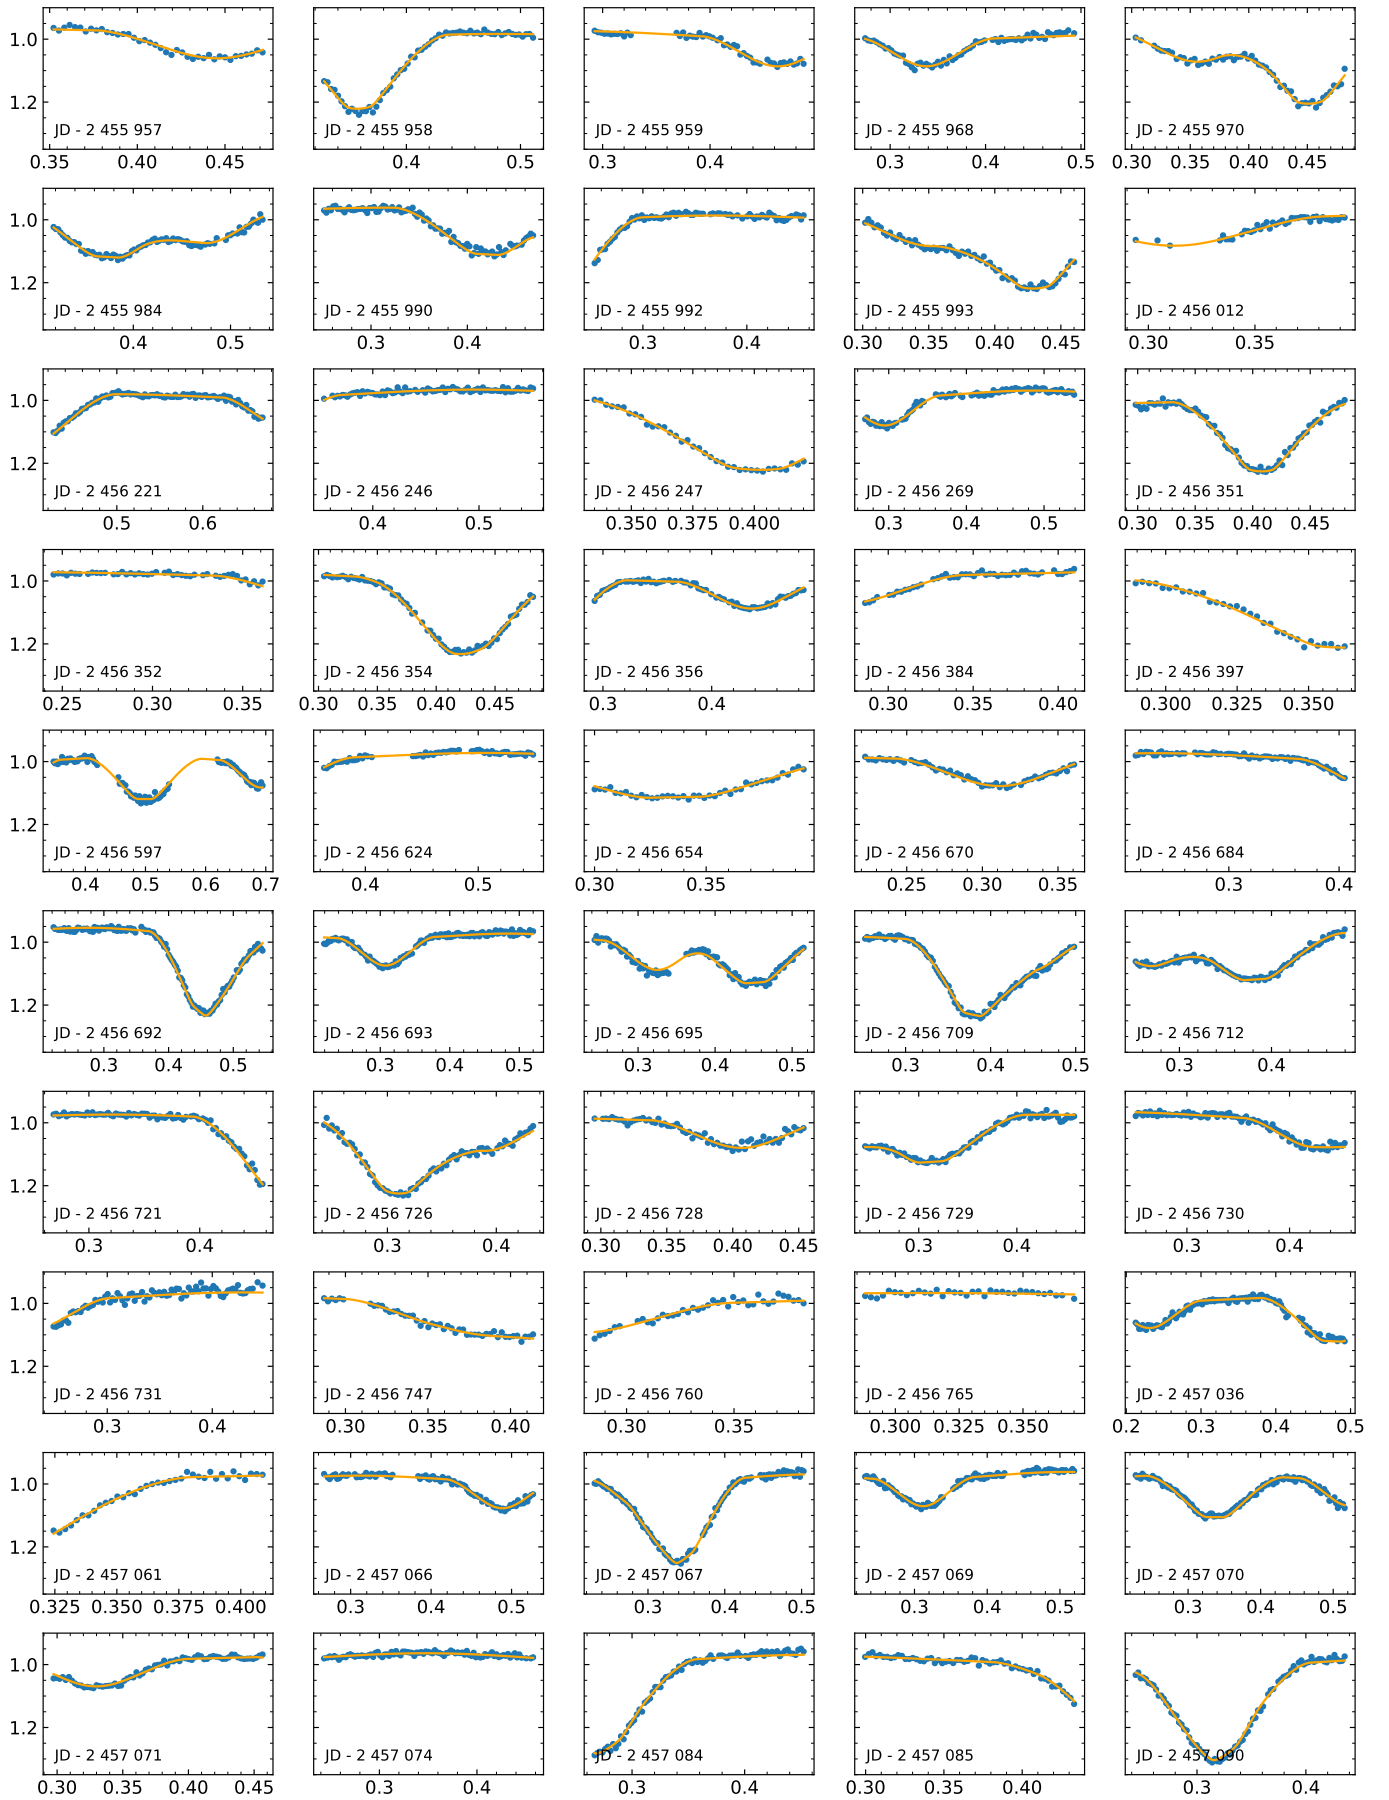 1.0
1.2
JD - 2 455 957
JD - 2 455 958
JD - 2 455 959
JD - 2 455 968
JD - 2 455 970
0.35 0.40 0.45
0.4 0.5
0.3 0.4
0.3 0.4 0.5
0.30 0.35 0.40 0.45
1.0
1.2
JD - 2 455 984
JD - 2 455 990
JD - 2 455 992
JD - 2 455 993
JD - 2 456 012
0.4 0.5
0.3 0.4
0.3 0.4
0.30 0.35 0.40 0.45
0.30 0.35
1.0
1.2
JD - 2 456 221
JD - 2 456 246
JD - 2 456 247
JD - 2 456 269
JD - 2 456 351
0.5 0.6
0.4 0.5
0.350 0.375 0.400
0.3 0.4 0.5
0.30 0.35 0.40 0.45
1.0
1.2
JD - 2 456 352
JD - 2 456 354
JD - 2 456 356
JD - 2 456 384
JD - 2 456 397
0.25 0.30 0.35
0.30 0.35 0.40 0.45
0.3 0.4
0.30 0.35 0.40
0.300 0.325 0.350
1.0
1.2
JD - 2 456 597
JD - 2 456 624
JD - 2 456 654
JD - 2 456 670
JD - 2 456 684
0.4 0.5 0.6 0.7
0.4 0.5
0.30 0.35
0.25 0.30 0.35
0.3 0.4
1.0
1.2
JD - 2 456 692
JD - 2 456 693
JD - 2 456 695
JD - 2 456 709
JD - 2 456 712
0.3 0.4 0.5
0.3 0.4 0.5
0.3 0.4 0.5
0.3 0.4 0.5
0.3 0.4
1.0
1.2
JD - 2 456 721
JD - 2 456 726
JD - 2 456 728
JD - 2 456 729
JD - 2 456 730
0.3 0.4
0.3 0.4
0.30 0.35 0.40 0.45
0.3 0.4
0.3 0.4
1.0
1.2
JD - 2 456 731
JD - 2 456 747
JD - 2 456 760
JD - 2 456 765
JD - 2 457 036
0.3 0.4
0.30 0.35 0.40
0.30 0.35
0.300 0.325 0.350
0.2 0.3 0.4 0.5
1.0
1.2
JD - 2 457 061
JD - 2 457 066
JD - 2 457 067
JD - 2 457 069
JD - 2 457 070
0.325 0.350 0.375 0.400
0.3 0.4 0.5
0.3 0.4 0.5
0.3 0.4 0.5
0.3 0.4 0.5
1.0
1.2
JD - 2 457 071
JD - 2 457 074
JD - 2 457 084
JD - 2 457 085
JD - 2 457 090
0.30 0.35 0.40 0.45
0.3 0.4
0.3 0.4
0.30 0.35 0.40
0.3 0.4